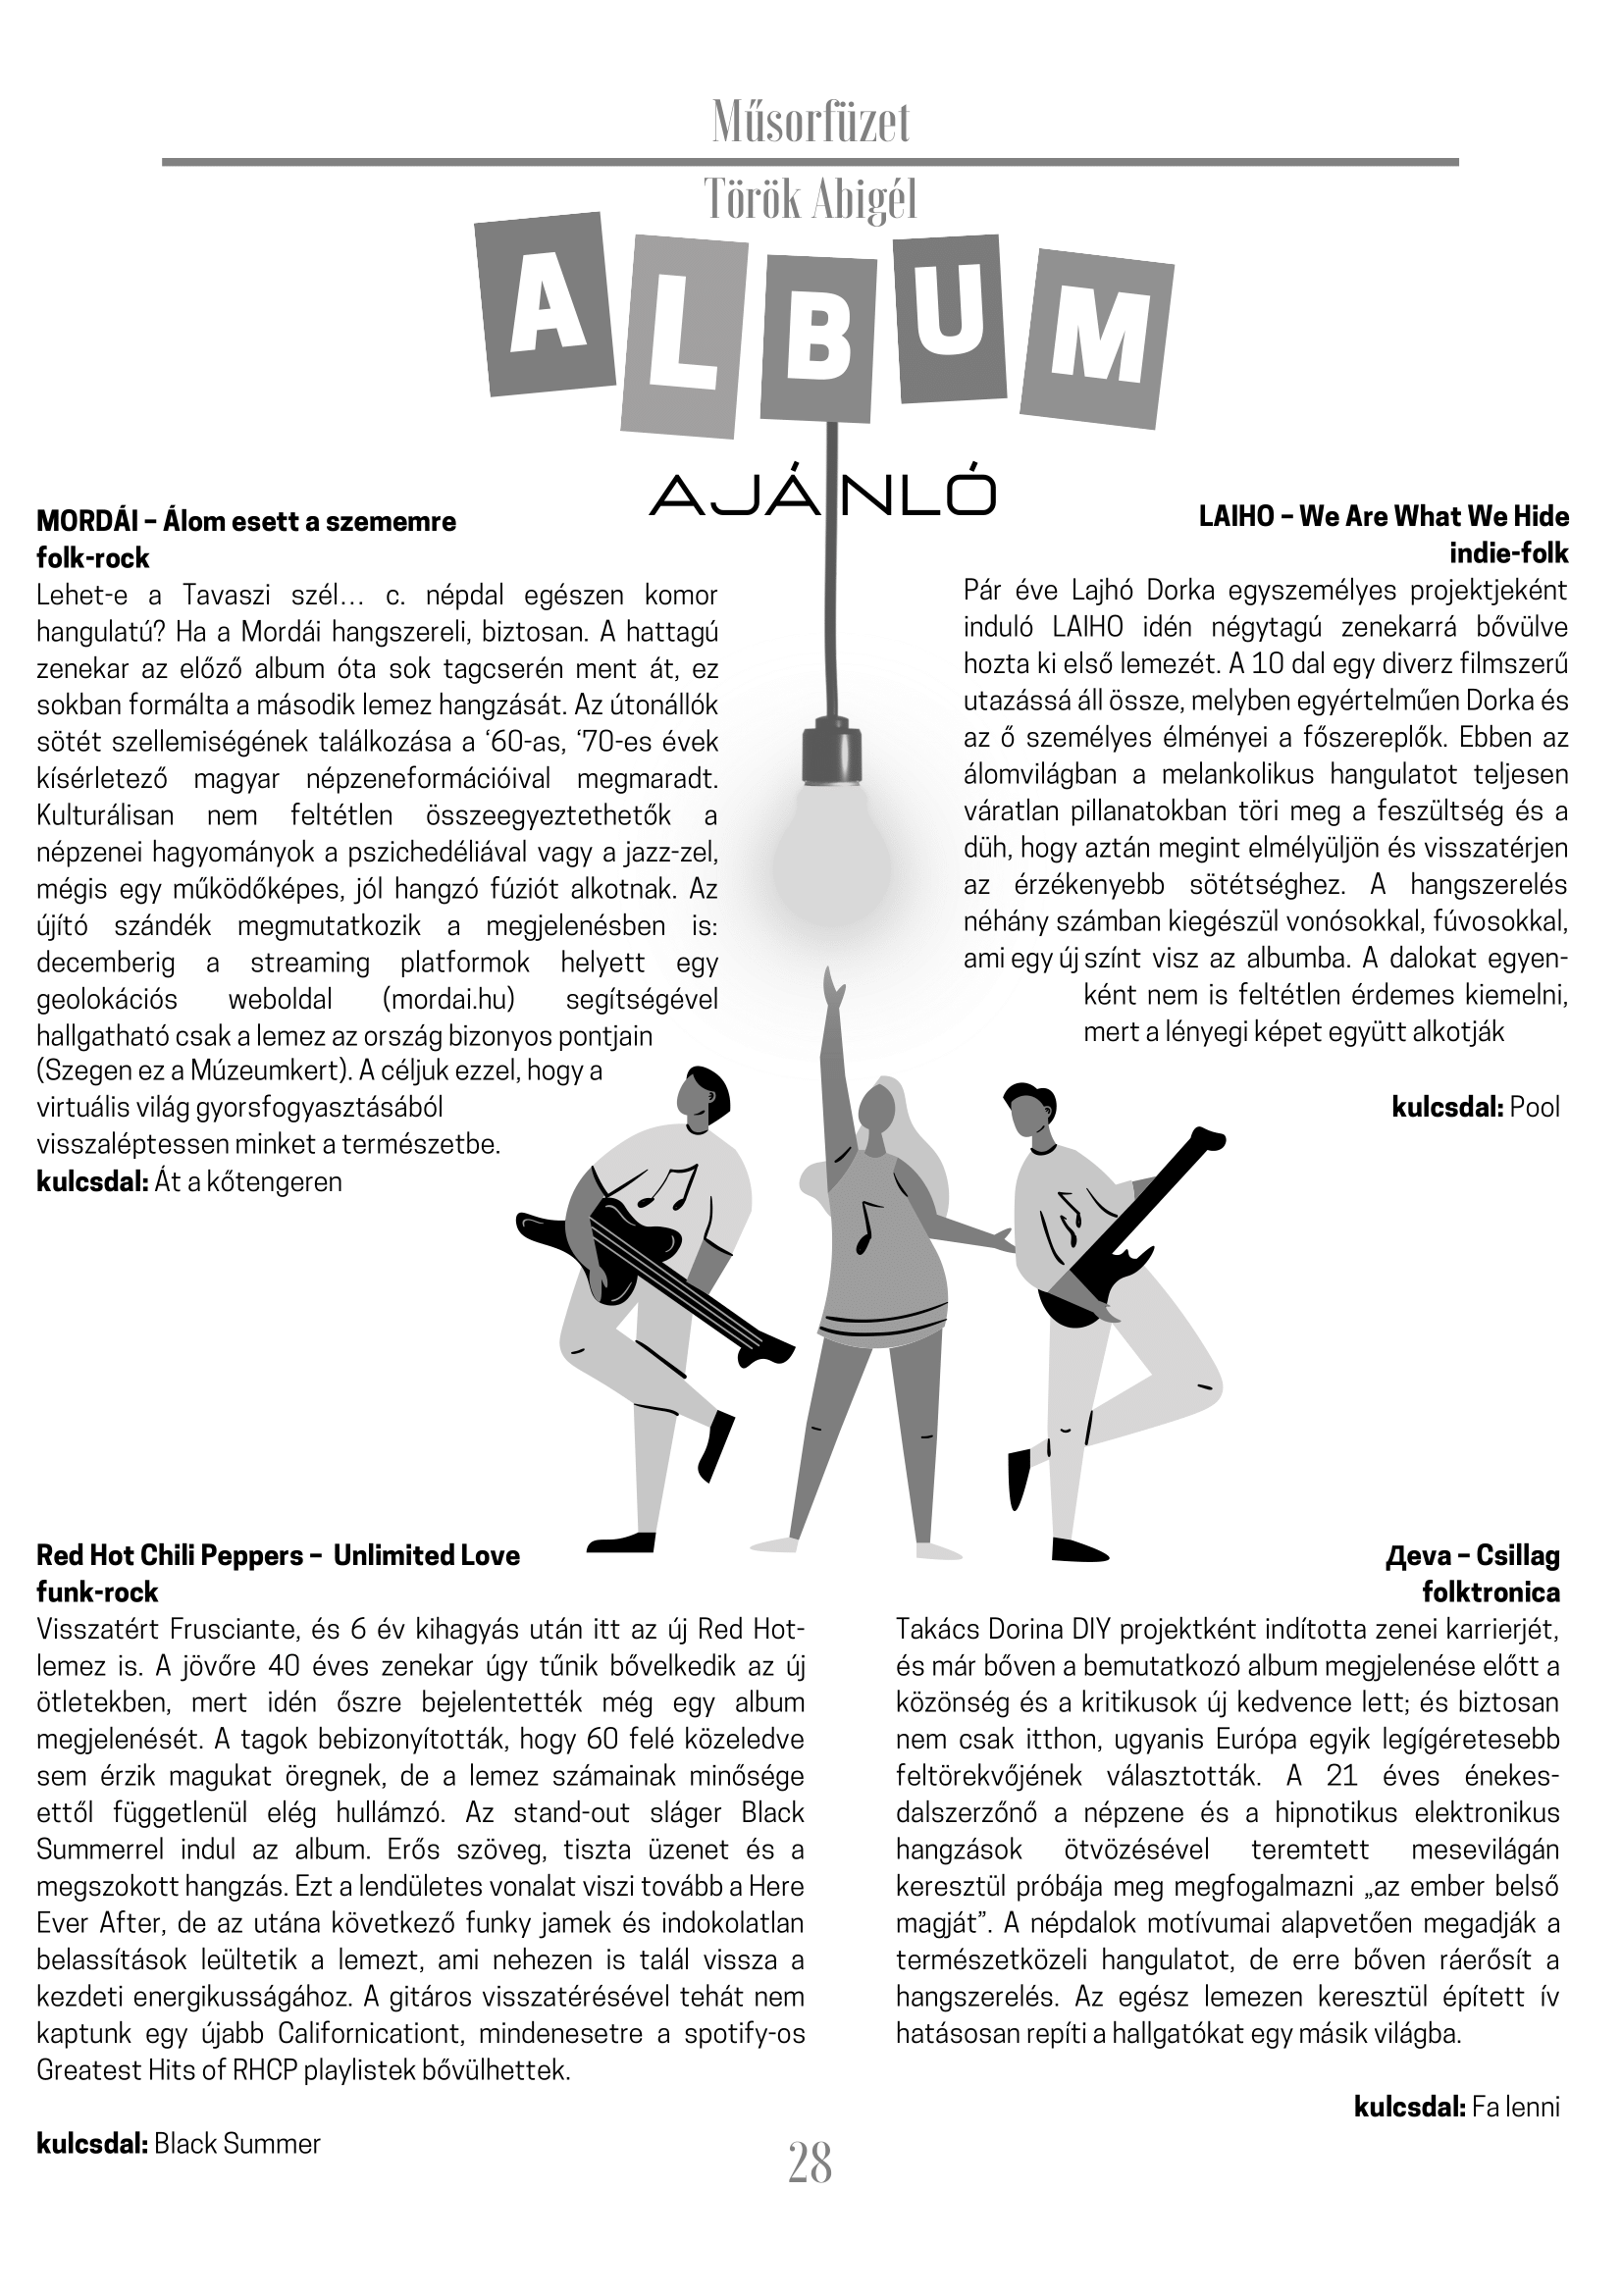 Műsorfüzet
Török Abigél
ALBUM
AJÁNLÓ
MORDÁI – Álom esett a szememre
folk-rock
Lehet-e a Tavaszi szél… c. népdal egészen komor
hangulatú? Ha a Mordái hangszereli, biztosan. A hattagú
zenekar az előző album óta sok tagcserén ment át, ez
sokban formálta a második lemez hangzását. Az útonállók
sötét szellemiségének találkozása a ‘60-as, ‘70-es évek
kísérletező magyar népzeneformációival megmaradt.
Kulturálisan nem feltétlen összeegyeztethetők a
népzenei hagyományok a pszichedéliával vagy a jazz-zel,
mégis egy működőképes, jól hangzó fúziót alkotnak. Az
újító szándék megmutatkozik a megjelenésben is:
decemberig a streaming platformok helyett egy
geolokációs weboldal (mordai.hu) segítségével
hallgatható csak a lemez az ország bizonyos pontjain
(Szegen ez a Múzeumkert). A céljuk ezzel, hogy a
virtuális világ gyorsfogyasztásából
visszaléptessen minket a természetbe.
kulcsdal: Át a kőtengeren
LAIHO – We Are What We Hide
indie-folk
Pár éve Lajhó Dorka egyszemélyes projektjeként
induló LAIHO idén négytagú zenekarrá bővülve
hozta ki első lemezét. A 10 dal egy diverz filmszerű
utazássá áll össze, melyben egyértelműen Dorka és
az ő személyes élményei a főszereplők. Ebben az
álomvilágban a melankolikus hangulatot teljesen
váratlan pillanatokban töri meg a feszültség és a
düh, hogy aztán megint elmélyüljön és visszatérjen
az érzékenyebb sötétséghez. A hangszerelés
néhány számban kiegészül vonósokkal, fúvosokkal,
ami egy új színt visz az albumba. A dalokat egyen-
ként nem is feltétlen érdemes kiemelni,
mert a lényegi képet együtt alkotják
kulcsdal: Pool
Red Hot Chili Peppers – Unlimited Love
funk-rock
Visszatért Frusciante, és 6 év kihagyás után itt az új Red Hot-
lemez is. A jövőre 40 éves zenekar úgy tűnik bővelkedik az új
ötletekben, mert idén őszre bejelentették még egy album
megjelenését. A tagok bebizonyították, hogy 60 felé közeledve
sem érzik magukat öregnek, de a lemez számainak minősége
ettől függetlenül elég hullámzó. Az stand-out sláger Black
Summerrel indul az album. Erős szöveg, tiszta üzenet és a
megszokott hangzás. Ezt a lendületes vonalat viszi tovább a Here
Ever After, de az utána következő funky jamek és indokolatlan
belassítások leültetik a lemezt, ami nehezen is talál vissza a
kezdeti energikusságához. A gitáros visszatérésével tehát nem
kaptunk egy újabb Californicationt, mindenesetre a spotify-os
Greatest Hits of RHCP playlistek bővülhettek.
kulcsdal: Black Summer
Дeva – Csillag
folktronica
Takács Dorina DIY projektként indította zenei karrierjét,
és már bőven a bemutatkozó album megjelenése előtt a
közönség és a kritikusok új kedvence lett; és biztosan
nem csak itthon, ugyanis Európa egyik legígéretesebb
feltörekvőjének választották. A 21 éves énekes-
dalszerzőnő a népzene és a hipnotikus elektronikus
hangzások ötvözésével teremtett mesevilágán
keresztül próbája meg megfogalmazni „az ember belső
magját”. A népdalok motívumai alapvetően megadják a
természetközeli hangulatot, de erre bőven ráerősít a
hangszerelés. Az egész lemezen keresztül épített ív
hatásosan repíti a hallgatókat egy másik világba.
kulcsdal: Fa lenni
28